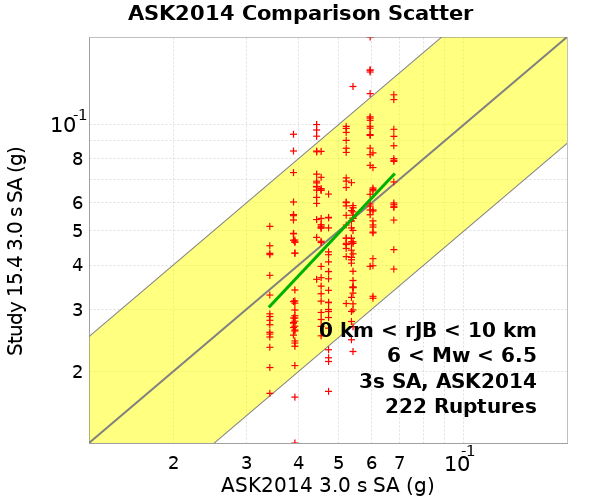 ASK2014 Comparison Scatter
Study 15.4 3.0 s SA (g)
10-1
8
6
5
4
3
2
0 km < rJB < 10 km
6 < Mw < 6.5
3s SA, ASK2014
222 Ruptures
2 3 4 5 6 7 10-1
ASK2014 3.0 s SA (g)